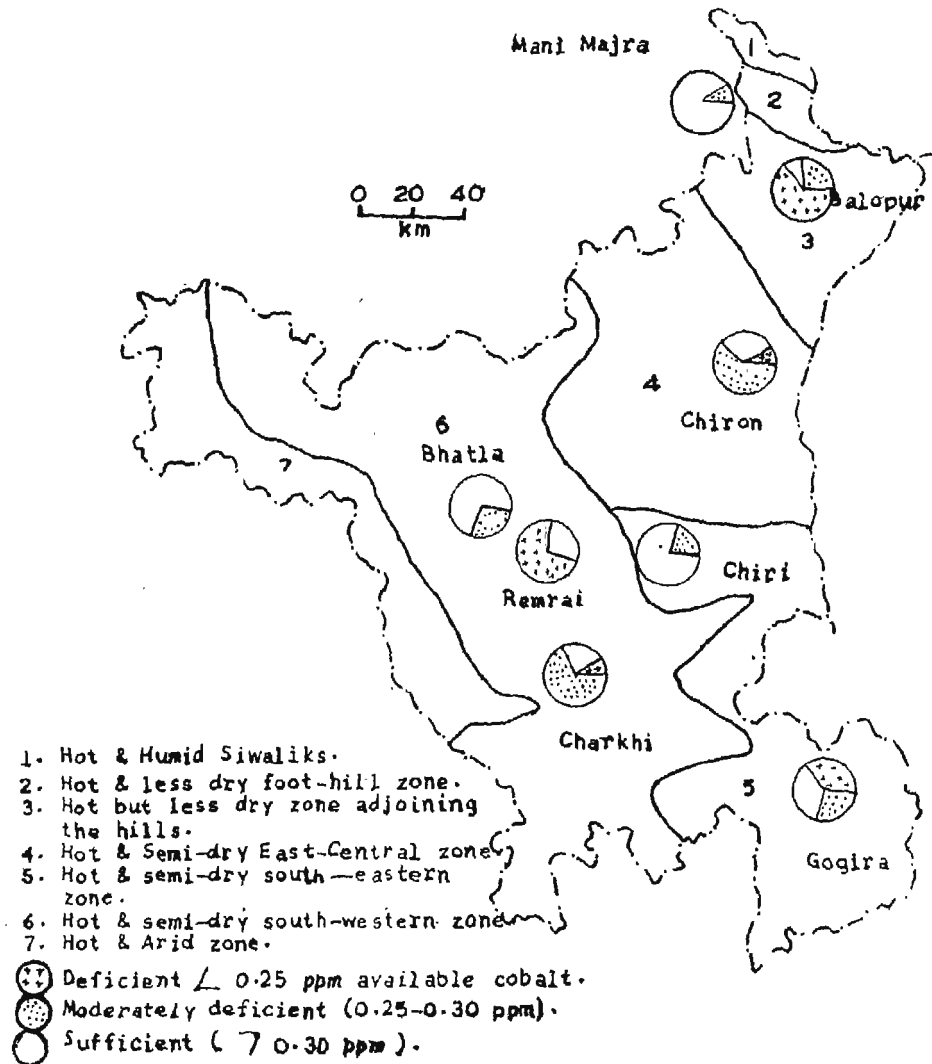 Mani Majra
1
2
0 20 40
km
Balopur
3
4
Chiron
6
Bhatla
7
Remrai
Chiri
Charkhi
5
Gogira
1. Hot & Humid Siwaliks.
2. Hot & less dry foot-hill zone.
3. Hot but less dry zone adjoining
the hills.
4. Hot & Semi-dry East-Central zone.
5. Hot & semi-dry south-eastern
zone.
6. Hot & semi-dry south-western zone
7. Hot & Arid zone.
Deficient ∠ 0.25 ppm available cobalt.
Moderately deficient (0.25-0.30 ppm).
Sufficient ( 7 0.30 ppm ).